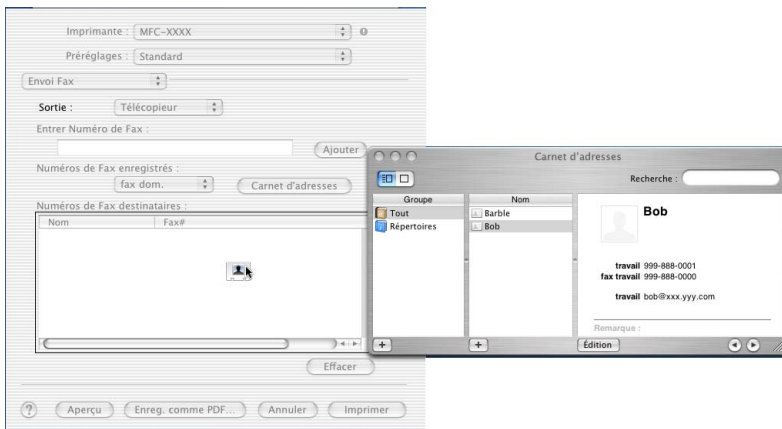 Imprimante : MFC-XXXX
Préréglages : Standard
Envoi Fax
Sortie : Télécopieur
Entrer Numéro de Fax :
Ajouter
Numéros de Fax enregistrés :
fax dom. Carnet d'adresses
Numéros de Fax destinataires :
Nom Fax#
Effacer
? Aperçu Enreg. comme PDF... Annuler Imprimer
Carnet d'adresses
Recherche :
Groupe Nom
Tout Barble
Répertoires Bob
Bob
travail 999-888-0001
fax travail 999-888-0000
travail bob@xxx.yyy.com
Remarque :
+ + Édition